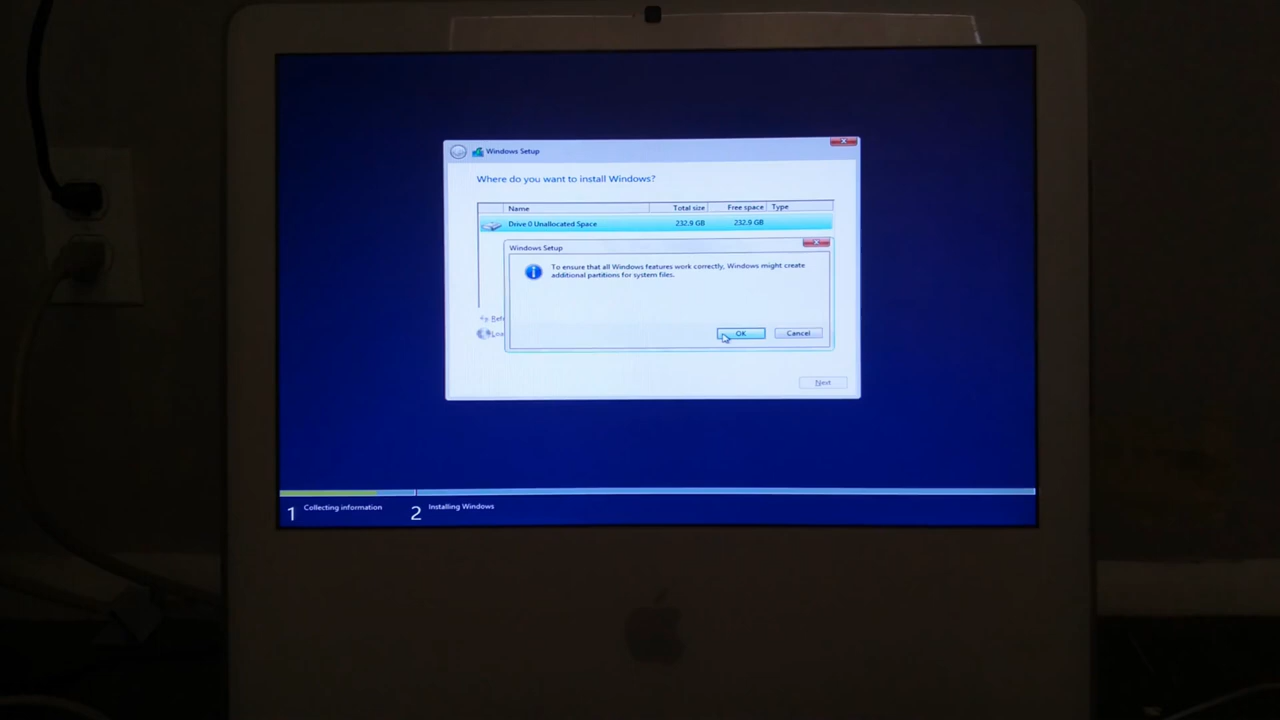 Windows Setup
Where do you want to install Windows?
Name Total size Free space Type
Drive 0 Unallocated Space 232.9 GB 232.9 GB
Windows Setup
To ensure that all Windows features work correctly, Windows might create
additional partitions for system files.
Refr
Loa
OK Cancel
Next
1 Collecting information 2 Installing Windows